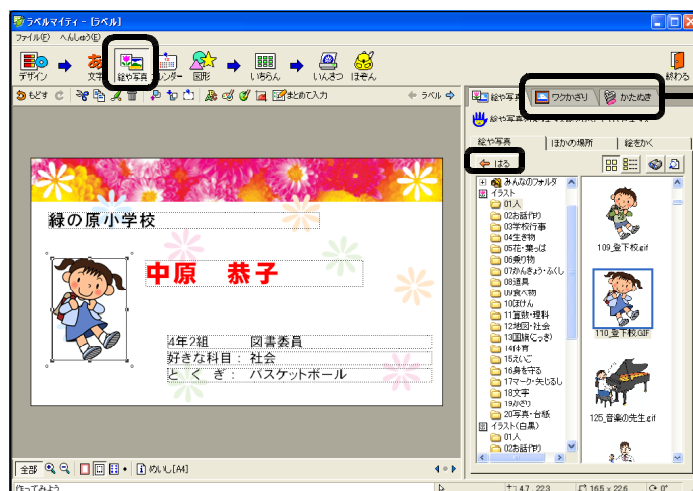 ラベルマイティ - [ラベル]
ファイル(F) へんしゅう(E)
デザイン 文字 絵や写真 カレンダー 図形 いちらん いんさつ ほぞん 終わる
もどす まとめて入力 ラベル
絵や写真 ワクかざり かたぬき
絵や写真 ほかの場所 絵をかく
はる
みんなのフォルダ
イラスト
01人
02お話(作り)
03学校行事
04生き物
05花・葉っぱ
06乗り物
07かんきょう・ふくし
08道具
09食べ物
10ほけん
11算数・理科
12地図・社会
13国旗(こっき)
14体育
15えいご
16身を守る
17マーク・矢じるし
18文字
19かざり
20写真・台紙
イラスト(白黒)
01人
02お話(作り)
109_登下校.gif
110_登下校.GIF
125_音楽の先生.gif
緑の原小学校
中原 恭子
4年2組 図書委員
好きな科目: 社会
とくぎ: バスケットボール
全部 めいし[A4]
作ってみよう
47, 223
165 x 226
0°